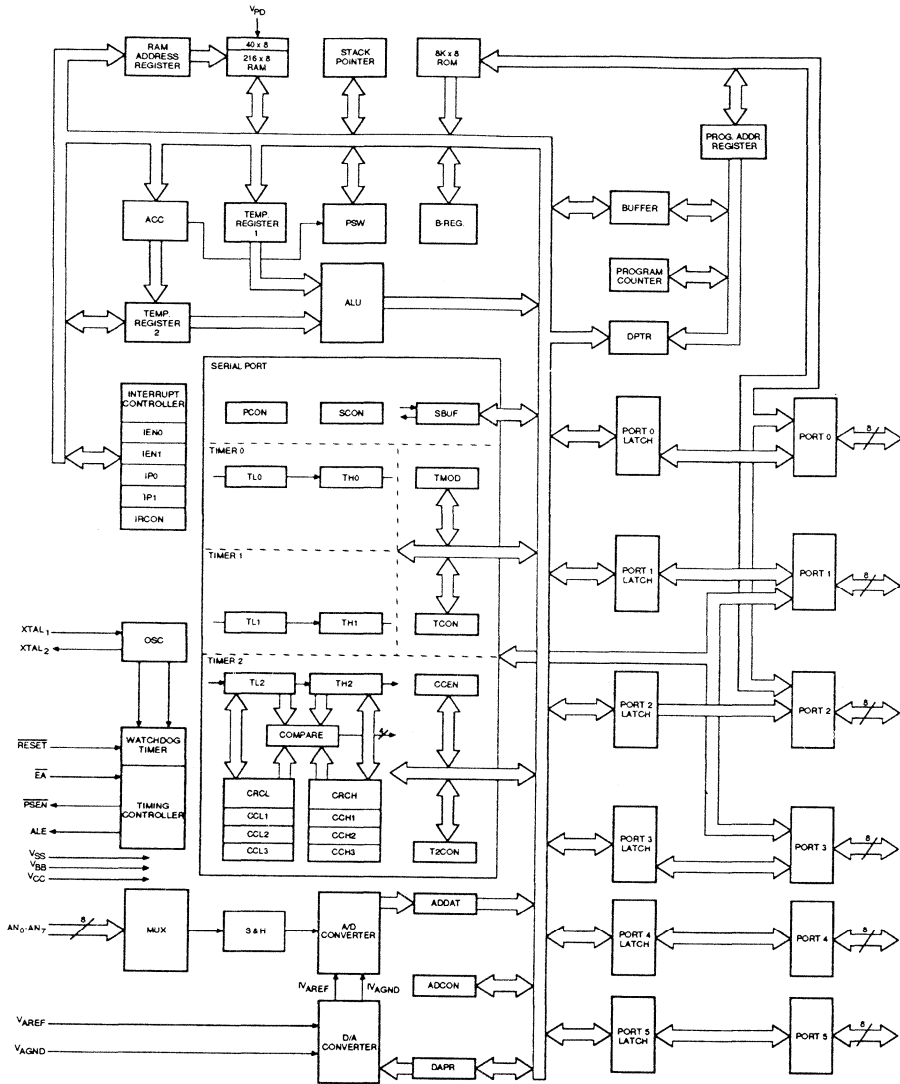 VPD
RAM
ADDRESS
REGISTER
40 x 8
216 x 8
RAM
STACK
POINTER
8K x 8
ROM
PROG. ADDR.
REGISTER
ACC
TEMP.
REGISTER
1
PSW
B-REG.
BUFFER
PROGRAM
COUNTER
ALU
TEMP.
REGISTER
2
DPTR
SERIAL PORT
INTERRUPT
CONTROLLER
IEN0
IEN1
IP0
IP1
IRCON
PCON
SCON
SBUF
PORT 0
LATCH
PORT 0
8
TIMER 0
TL0
TH0
TMOD
TIMER 1
PORT 1
LATCH
PORT 1
8
TL1
TH1
TCON
XTAL1
XTAL2
OSC
TIMER 2
TL2
TH2
CCEN
PORT 2
LATCH
PORT 2
8
COMPARE
8
RESET
WATCHDOG
TIMER
EA
PSEN
TIMING
CONTROLLER
ALE
CRCL
CRCH
CCL1
CCH1
CCL2
CCH2
CCL3
CCH3
T2CON
PORT 3
LATCH
PORT 3
8
VSS
VBB
VCC
AN0-AN7
8
MUX
S & H
A/D
CONVERTER
ADDAT
PORT 4
LATCH
PORT 4
8
IVAREF
IVAGND
ADCON
VAREF
VAGND
D/A
CONVERTER
DAPR
PORT 5
LATCH
PORT 5
8